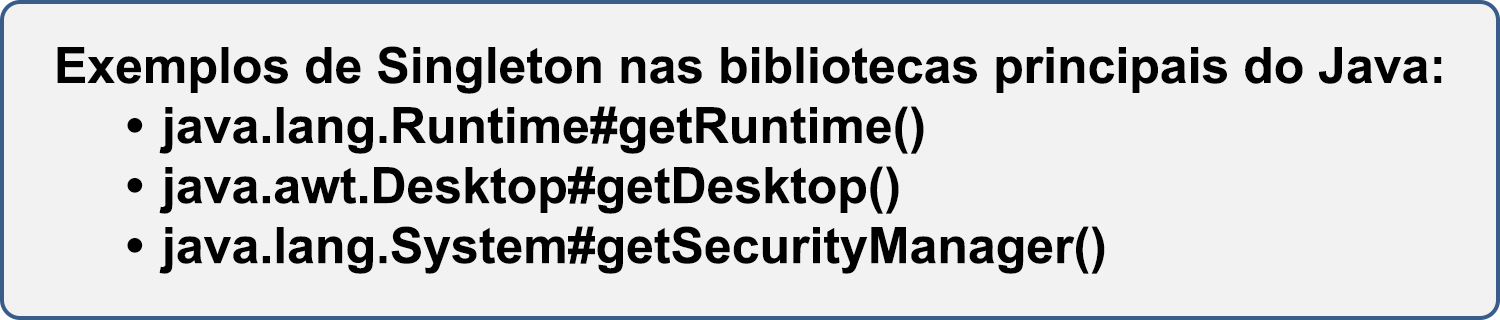 Exemplos de Singleton nas bibliotecas principais do Java:
• java.lang.Runtime#getRuntime()
• java.awt.Desktop#getDesktop()
• java.lang.System#getSecurityManager()